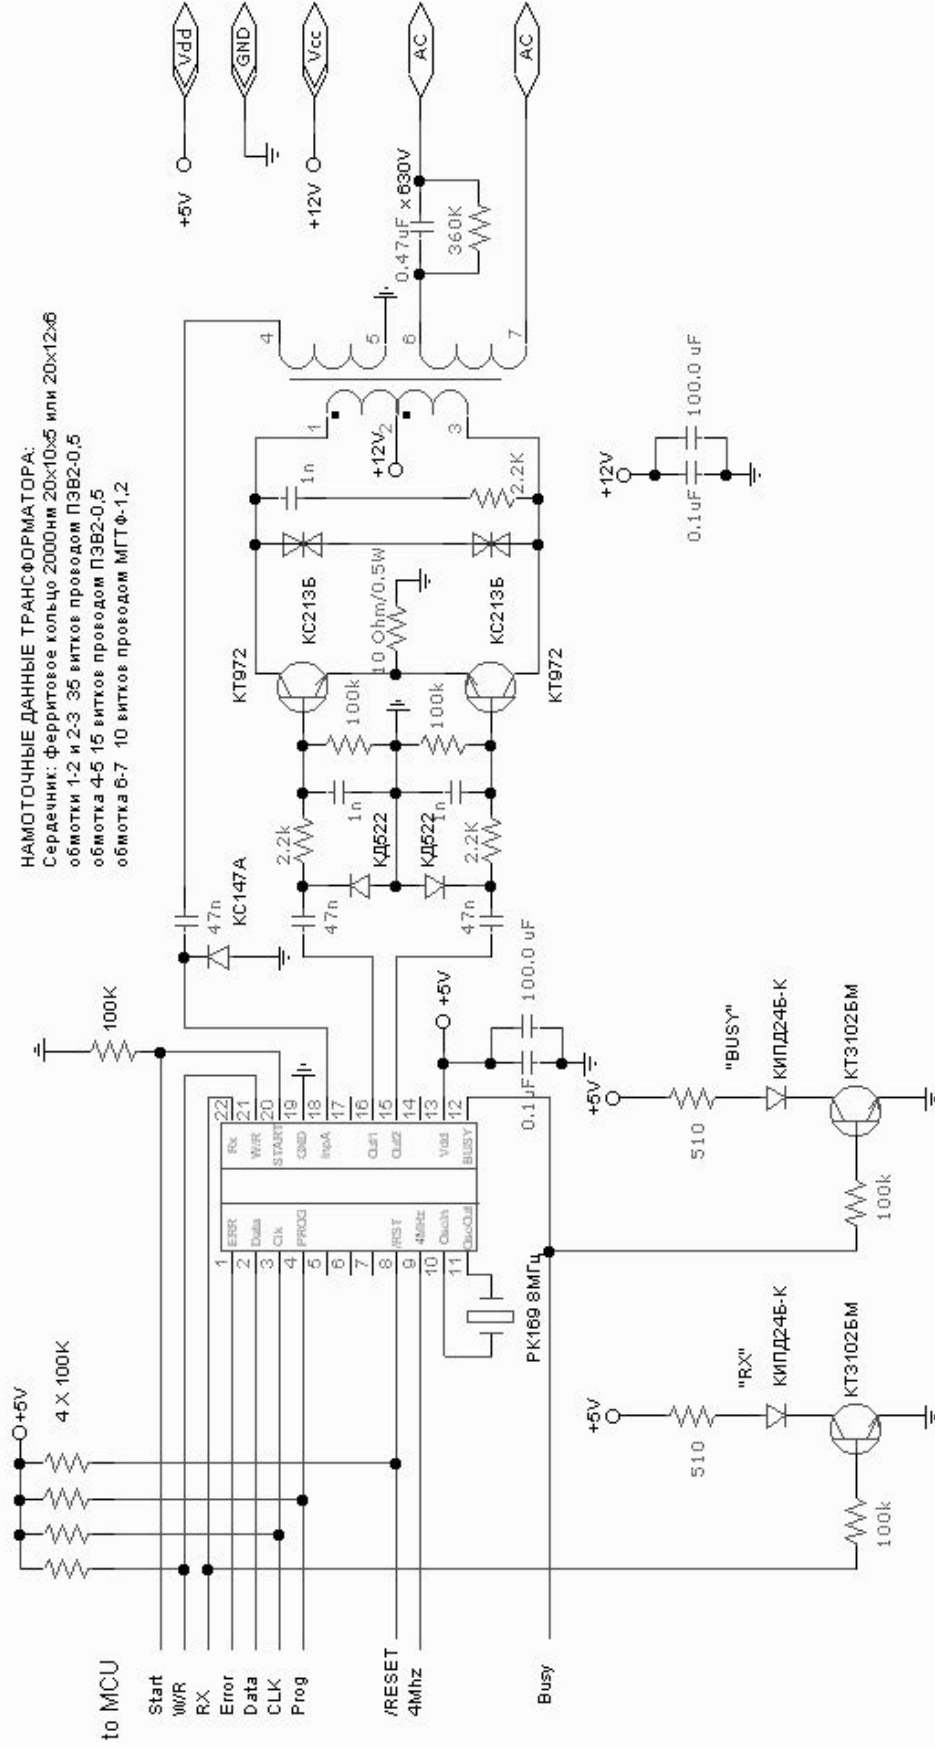 НАМОТОЧНЫЕ ДАННЫЕ ТРАНСФОРМАТОРА:
Сердечник: ферритовое кольцо 2000нм 20x10x5 или 20x12x6
обмотки 1-2 и 2-3 35 витков проводом ПЭВ2-0,5
обмотка 4-5 15 витков проводом ПЭВ2-0,5
обмотка 6-7 10 витков проводом МГТФ-1,2
Vdd
+5V
GND
Vcc
+12V
AC
AC
0.47uF x630V
360K
4
5
6
7
1
2
3
+12V
1n
2.2K
КС213Б
КС213Б
10 Ohm/0.5W
КТ972
КТ972
100k
100k
1n
1n
КД522
КД522
2.2k
2.2K
47n
47n
47n
КС147А
100K
+5V
0.1uF
100.0 uF
+12V
0.1uF
100.0 uF
22
21
20
19
18
17
16
15
14
13
12
Rx
W/R
START
GND
InpA
Out1
Out2
Vdd
BUSY
ERR
Data
Clk
PROG
/RST
4MHz
OscIn
OscOut
1
2
3
4
5
6
7
8
9
10
11
РК169 8МГц
+5V
510
"BUSY"
КИПД24Б-К
КТ3102БМ
100k
+5V
510
"RX"
КИПД24Б-К
КТ3102БМ
100k
+5V
4 X 100K
to MCU
Start
W/R
RX
Error
Data
CLK
Prog
/RESET
4Mhz
Busy